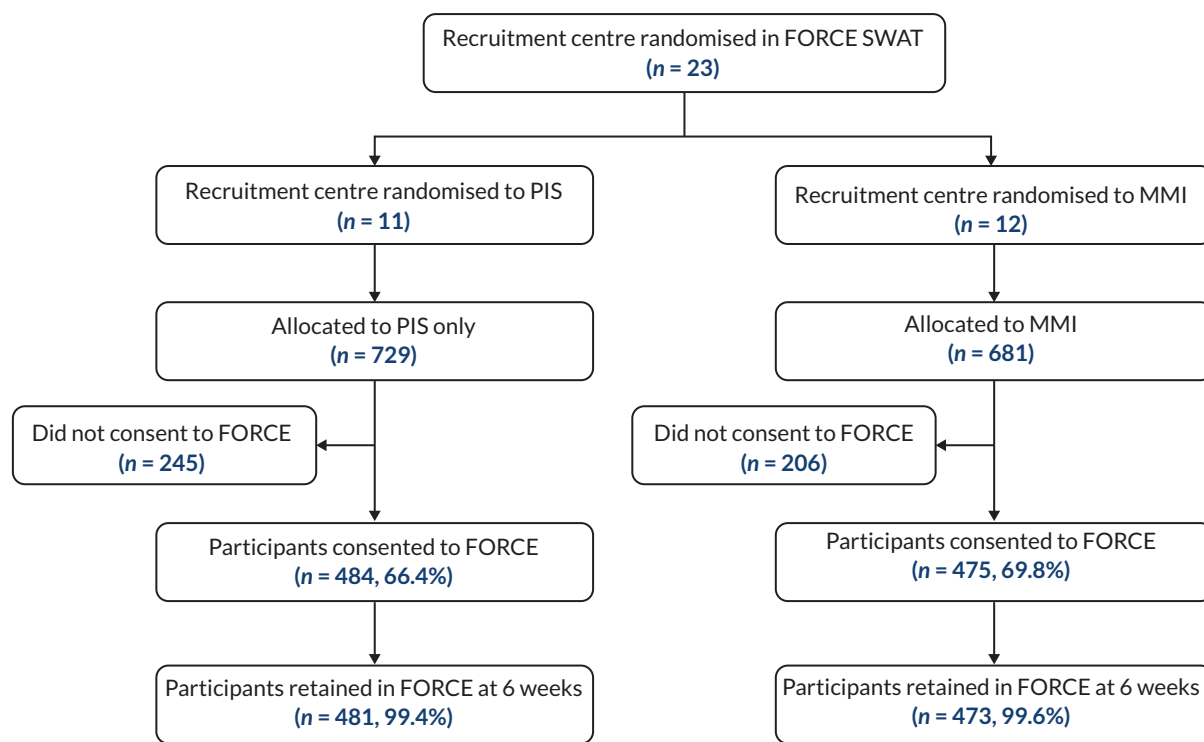 Recruitment centre randomised in FORCE SWAT
(n = 23)
Recruitment centre randomised to PIS
(n = 11)
Recruitment centre randomised to MMI
(n = 12)
Allocated to PIS only
(n = 729)
Allocated to MMI
(n = 681)
Did not consent to FORCE
(n = 245)
Did not consent to FORCE
(n = 206)
Participants consented to FORCE
(n = 484, 66.4%)
Participants consented to FORCE
(n = 475, 69.8%)
Participants retained in FORCE at 6 weeks
(n = 481, 99.4%)
Participants retained in FORCE at 6 weeks
(n = 473, 99.6%)